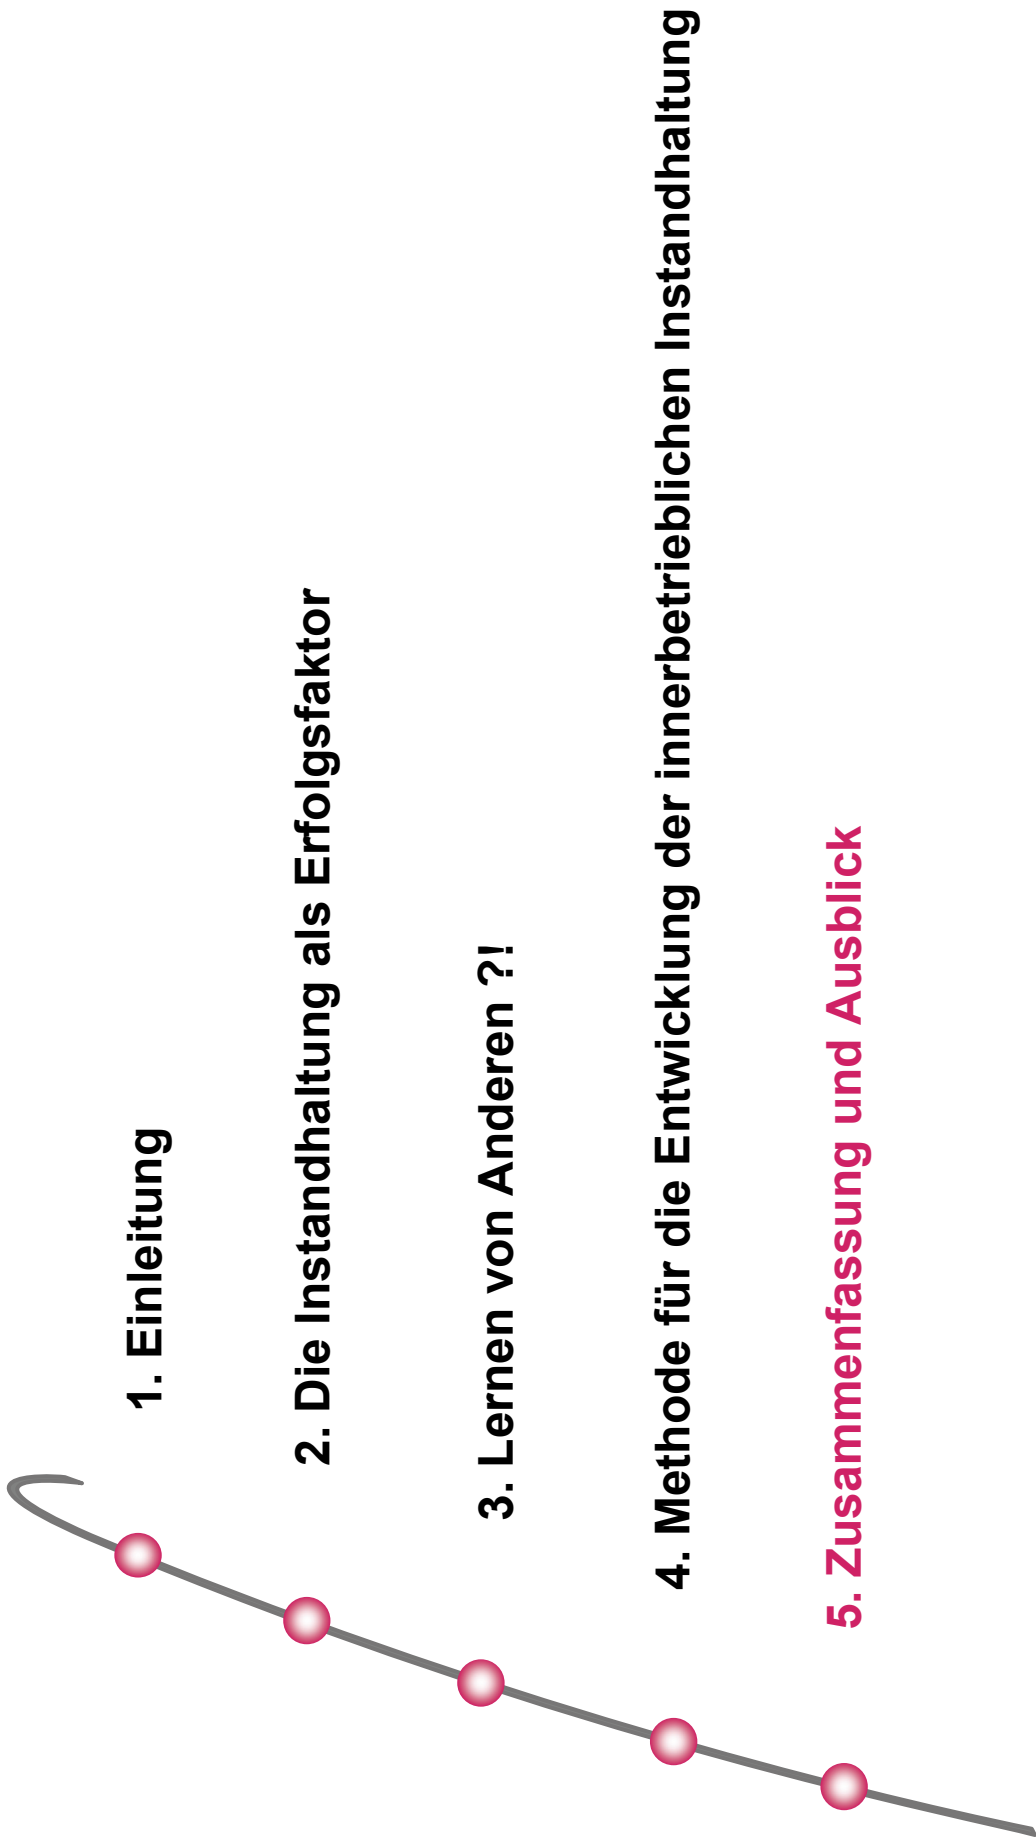 1. Einleitung
2. Die Instandhaltung als Erfolgsfaktor
3. Lernen von Anderen ?!
4. Methode für die Entwicklung der innerbetrieblichen Instandhaltung
5. Zusammenfassung und Ausblick